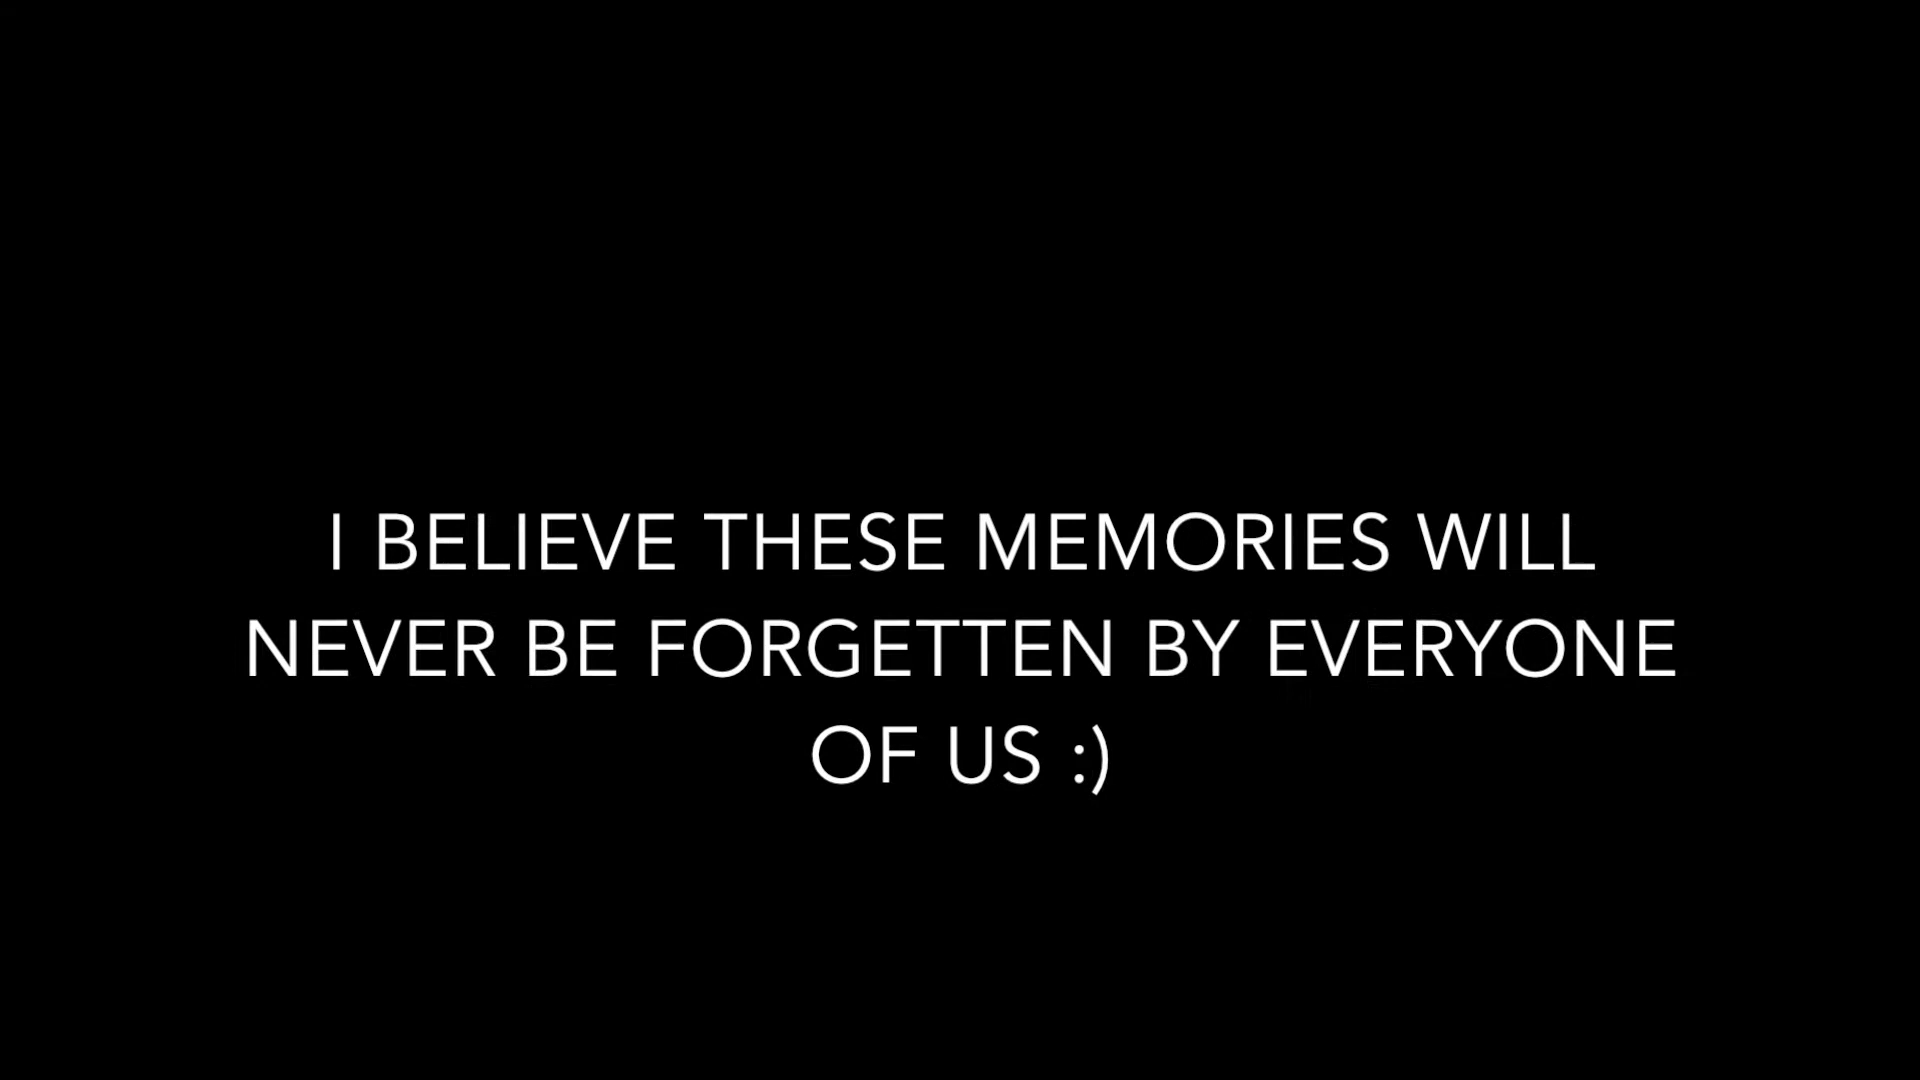 I BELIEVE THESE MEMORIES WILL
NEVER BE FORGETTEN BY EVERYONE
OF US :)